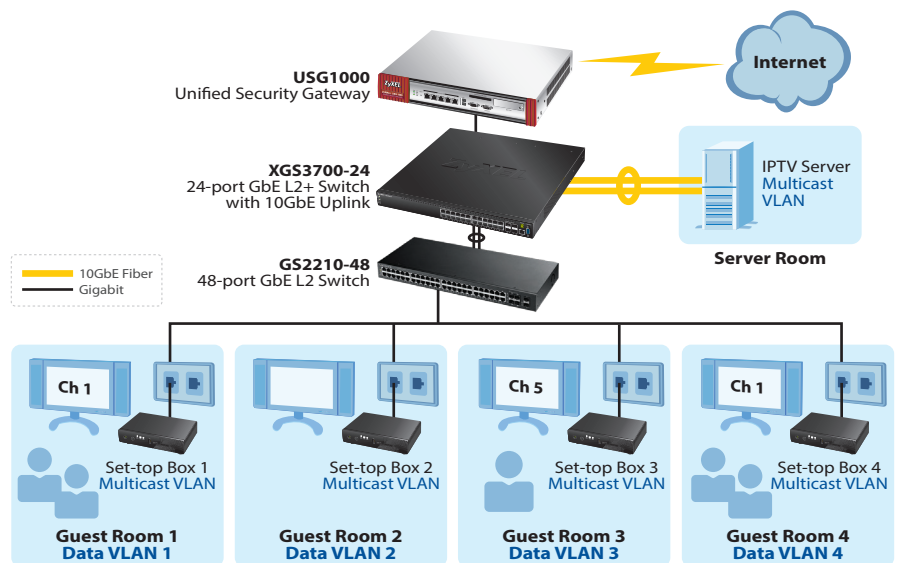 Internet
USG1000
Unified Security Gateway
ZyXEL
XGS3700-24
24-port GbE L2+ Switch
with 10GbE Uplink
IPTV Server
Multicast
VLAN
Server Room
GS2210-48
48-port GbE L2 Switch
10GbE Fiber
Gigabit
Ch 1
Set-top Box 1
Multicast VLAN
Guest Room 1
Data VLAN 1
Set-top Box 2
Multicast VLAN
Guest Room 2
Data VLAN 2
Ch 5
Set-top Box 3
Multicast VLAN
Guest Room 3
Data VLAN 3
Ch 1
Set-top Box 4
Multicast VLAN
Guest Room 4
Data VLAN 4